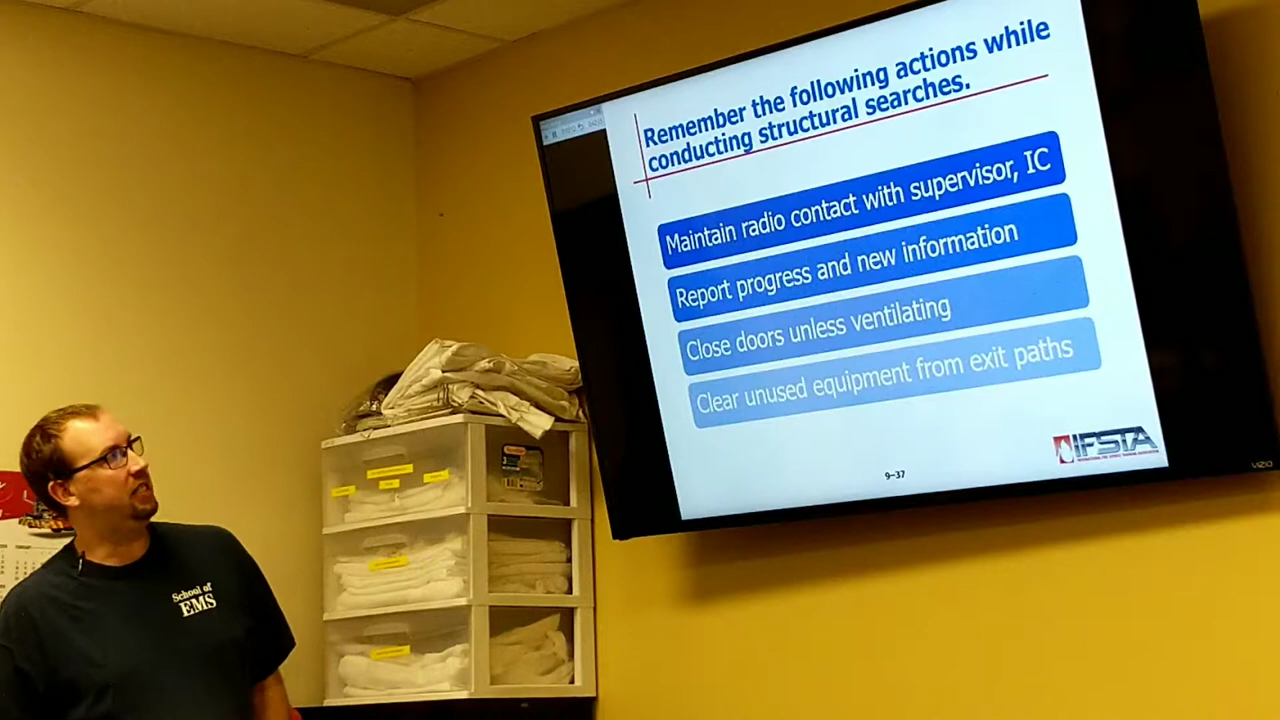 Remember the following actions while
conducting structural searches.
Maintain radio contact with supervisor, IC
Report progress and new information
Close doors unless ventilating
Clear unused equipment from exit paths
IFSTA
9-37
VIZIO
School of
EMS